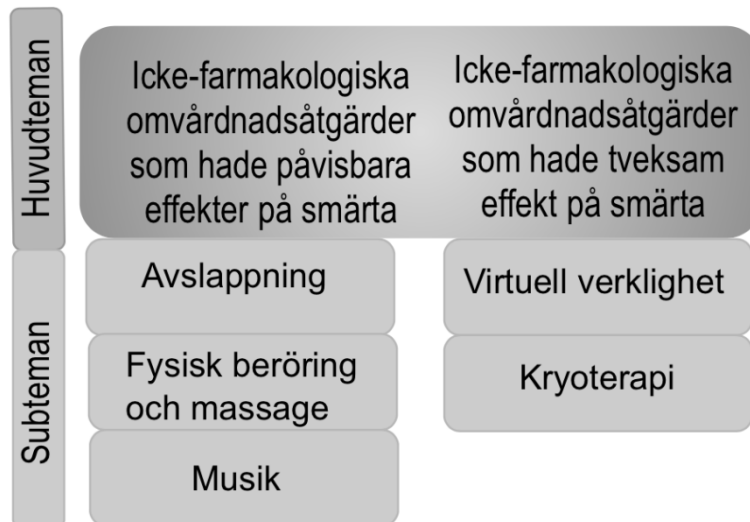 Huvudteman
Icke-farmakologiska
omvårdnadsåtgärder
som hade påvisbara
effekter på smärta
Icke-farmakologiska
omvårdnadsåtgärder
som hade tveksam
effekt på smärta
Subteman
Avslappning
Fysisk beröring
och massage
Musik
Virtuell verklighet
Kryoterapi